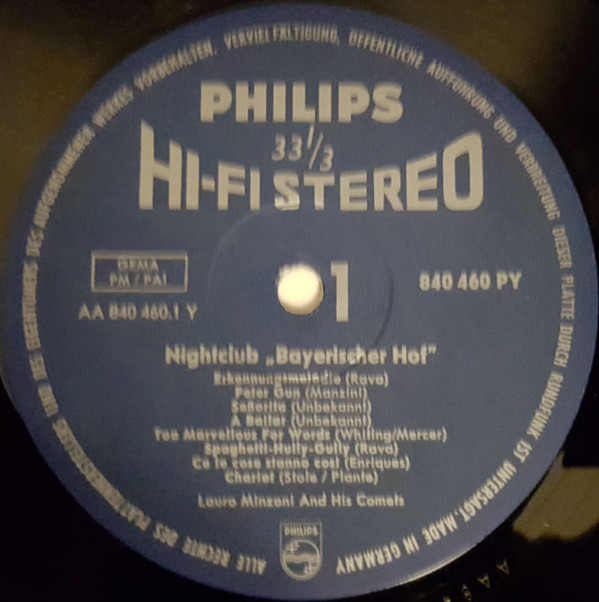 ALLE RECHTE DES PLATTENHERSTELLERS UND DES EIGENTÜMERS DES AUFGENOMMENEN WERKES VORBEHALTEN. VERVIELFÄLTIGUNG, ÖFFENTLICHE AUFFÜHRUNG UND VERBREITUNG DIESER PLATTE DURCH RUNDFUNK IST UNTERSAGT. MADE IN GERMANY
PHILIPS
33 1/3
HI-FI STEREO
GEMA
PM / PAI
1
840 460 PY
AA 840 460.1 Y
Nightclub „Bayerischer Hof"
Erkennungsmelodie (Rava)
Peter Gun (Manzini)
Señorita (Unbekannt)
A Ballar (Unbekannt)
Too Marvellous For Words (Whiting/Mercer)
Spaghetti-Hully-Gully (Rava)
Ce le cose stanno cosi (Enriques)
Chariot (Stole / Plante)
Lauro Minzoni And His Comets
PHILIPS